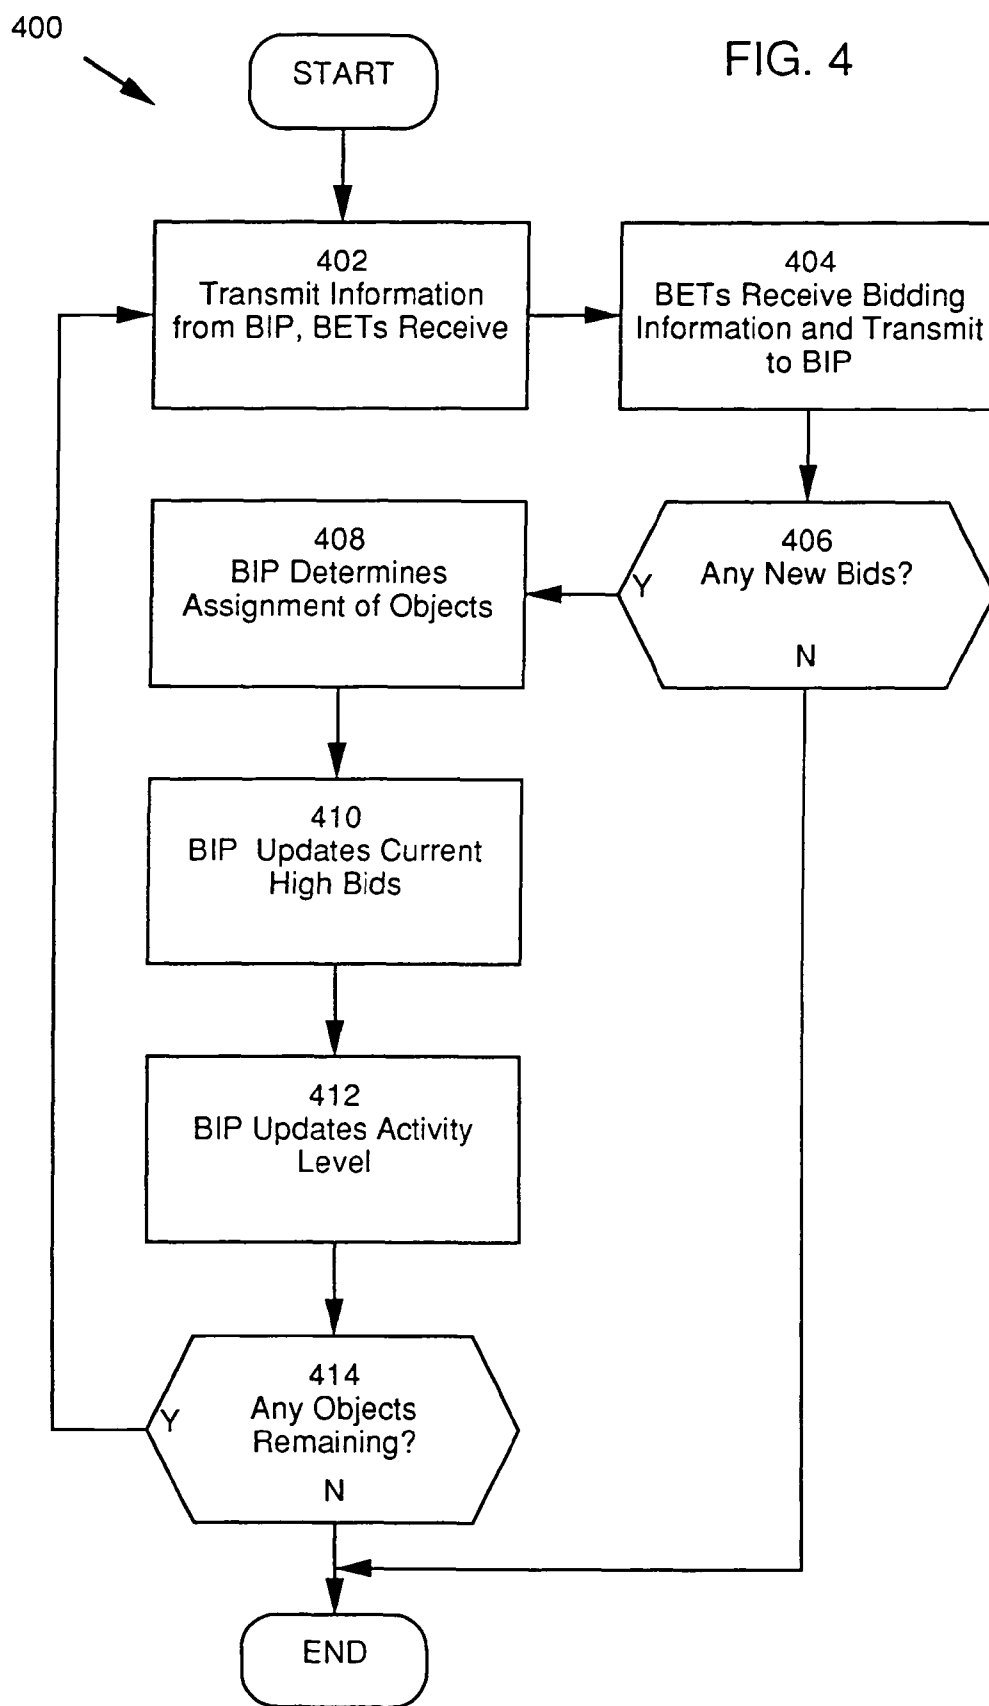 400
FIG. 4
START
402
Transmit Information
from BIP, BETs Receive
404
BETs Receive Bidding
Information and Transmit
to BIP
406
Any New Bids?
Y
N
408
BIP Determines
Assignment of Objects
410
BIP Updates Current
High Bids
412
BIP Updates Activity
Level
414
Any Objects
Remaining?
Y
N
END